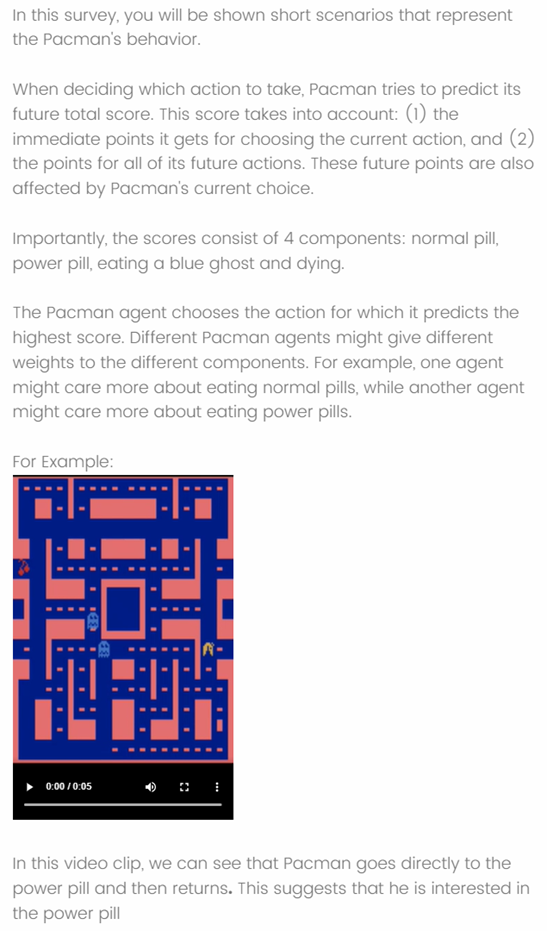 In this survey, you will be shown short scenarios that represent
the Pacman's behavior.
When deciding which action to take, Pacman tries to predict its
future total score. This score takes into account: (1) the
immediate points it gets for choosing the current action, and (2)
the points for all of its future actions. These future points are also
affected by Pacman's current choice.
Importantly, the scores consist of 4 components: normal pill,
power pill, eating a blue ghost and dying.
The Pacman agent chooses the action for which it predicts the
highest score. Different Pacman agents might give different
weights to the different components. For example, one agent
might care more about eating normal pills, while another agent
might care more about eating power pills.
For Example:
0:00 / 0:05
In this video clip, we can see that Pacman goes directly to the
power pill and then returns. This suggests that he is interested in
the power pill